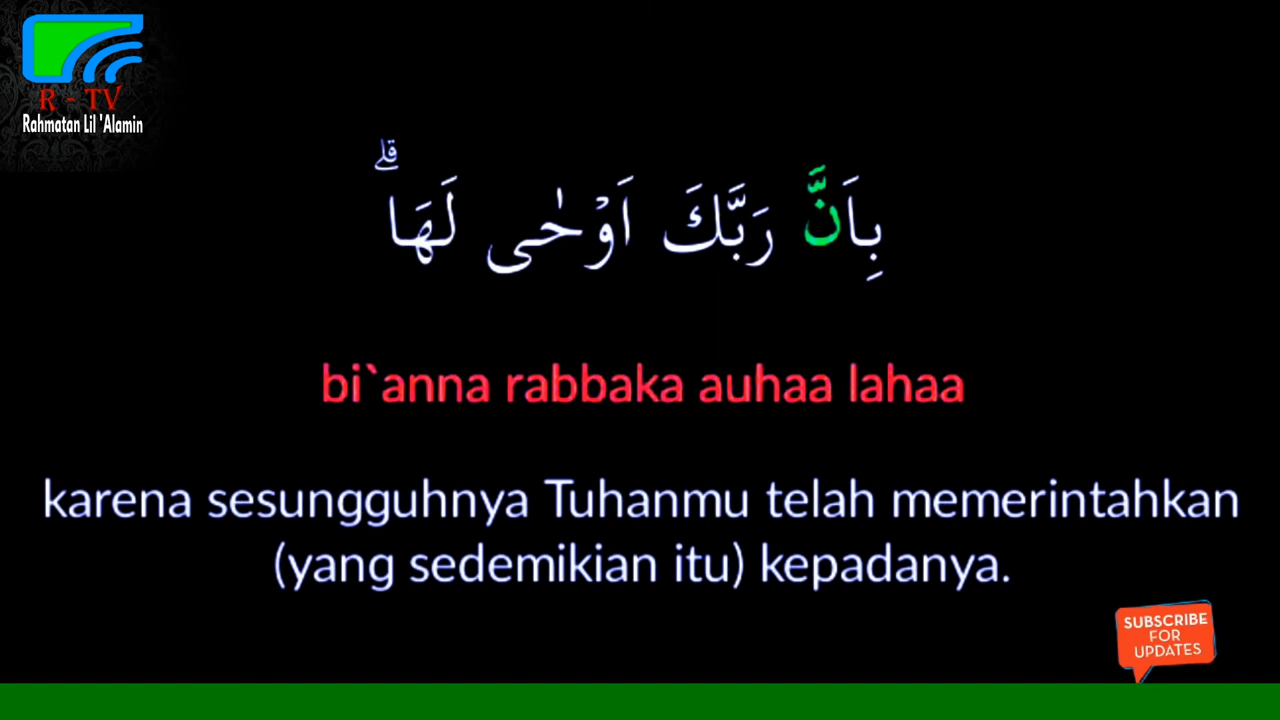 R - TV
Rahmatan Lil 'Alamin
بِاَنَّ رَبَّكَ اَوْحٰى لَهَاۗ
bi`anna rabbaka auhaa lahaa
karena sesungguhnya Tuhanmu telah memerintahkan
(yang sedemikian itu) kepadanya.
SUBSCRIBE
FOR
UPDATES